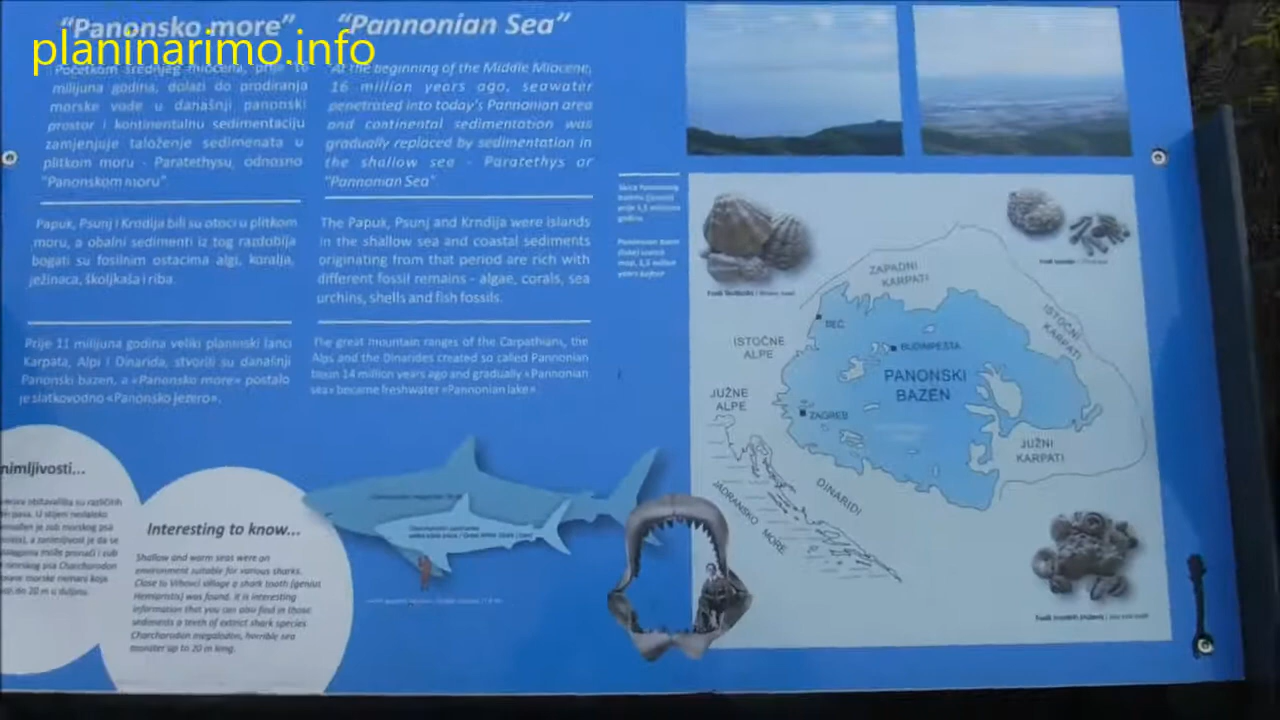 planinarimo.info
"Panonsko more"
Početkom srednjeg miocena, prije 16
milijuna godina, dolazi do prodiranja
morske vode u današnji panonski
prostor i kontinentalnu sedimentaciju
zamjenjuje taloženje sedimenata u
plitkom moru - Paratethysu, odnosno
"Panonskom moru".
Papuk, Psunj i Krndija bili su otoci u plitkom
moru, a obalni sedimenti iz tog razdoblja
bogati su fosilnim ostacima algi, koralja,
ježinaca, školjkaša i riba.
Prije 11 milijuna godina veliki planinski lanci
Karpata, Alpi i Dinarida, stvorili su današnji
Panonski bazen, a «Panonsko more» postalo
je slatkovodno «Panonsko jezero».
"Pannonian Sea"
At the beginning of the Middle Miocene,
16 million years ago, seawater
penetrated into today's Pannonian area
and continental sedimentation was
gradually replaced by sedimentation in
the shallow sea - Paratethys or
"Pannonian Sea".
The Papuk, Psunj and Krndija were islands
in the shallow sea and coastal sediments
originating from that period are rich with
different fossil remains - algae, corals, sea
urchins, shells and fish fossils.
The great mountain ranges of the Carpathians, the
Alps and the Dinarides created so called Pannonian
basin 14 million years ago and gradually «Pannonian
sea» became freshwater «Pannonian lake».
nimljivosti...
Interesting to know...
Shallow and warm seas were an
environment suitable for various sharks.
Close to Vihovci village a shark tooth (genius
Hemipristis) was found. It is interesting
information that you can also find in those
sediments a teeth of extinct shark species
Charcharodon megalodon, horrible sea
monster up to 20 m long.
ZAPADNI
KARPATI
ISTOČNI
KARPATI
BEČ
ISTOČNE
ALPE
BUDIMPEŠTA
PANONSKI
BAZEN
JUŽNE
ALPE
ZAGREB
JUŽNI
KARPATI
DINARIDI
JADRANSKO MORE